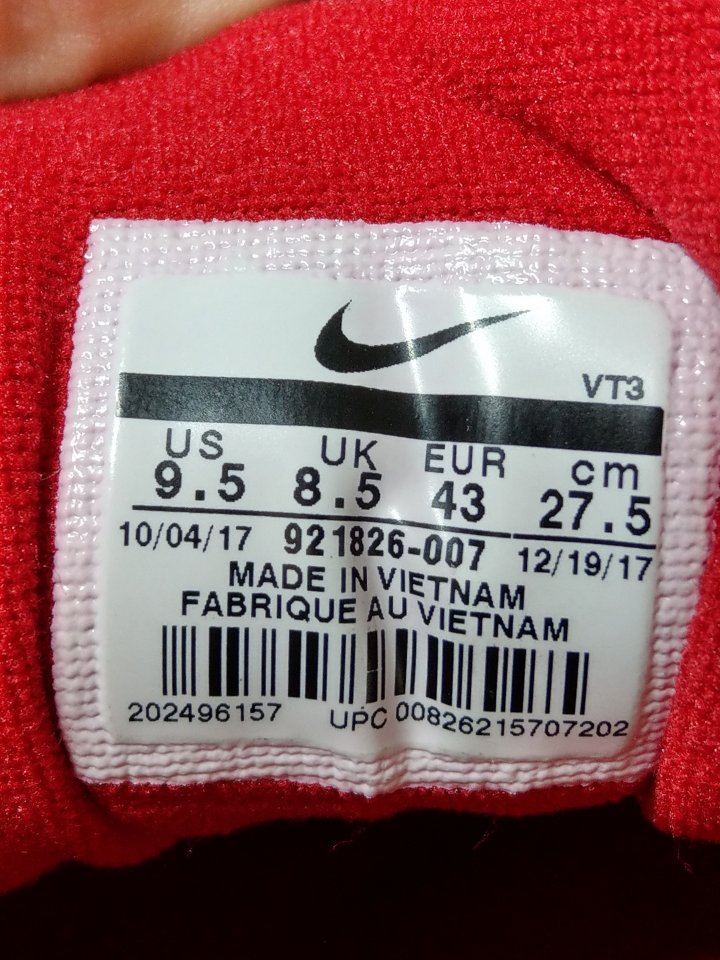 VT3
US UK EUR cm
9.5 8.5 43 27.5
10/04/17 921826-007 12/19/17
MADE IN VIETNAM
FABRIQUE AU VIETNAM
202496157 UPC 00826215707202